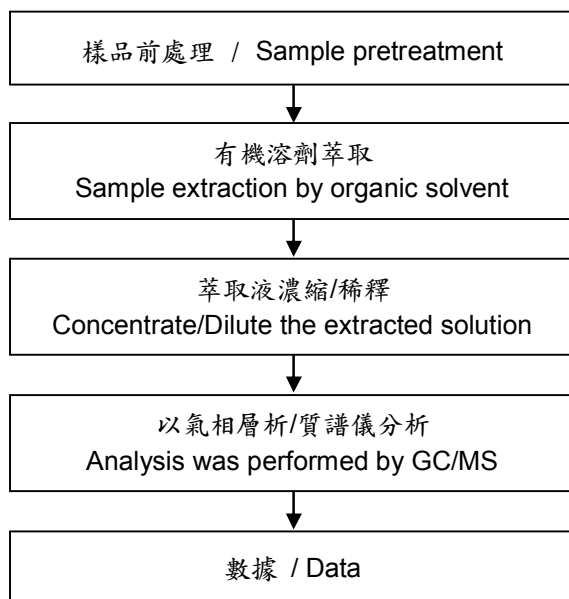 樣品前處理 / Sample pretreatment
有機溶劑萃取
Sample extraction by organic solvent
萃取液濃縮/稀釋
Concentrate/Dilute the extracted solution
以氣相層析/質譜儀分析
Analysis was performed by GC/MS
數據 / Data